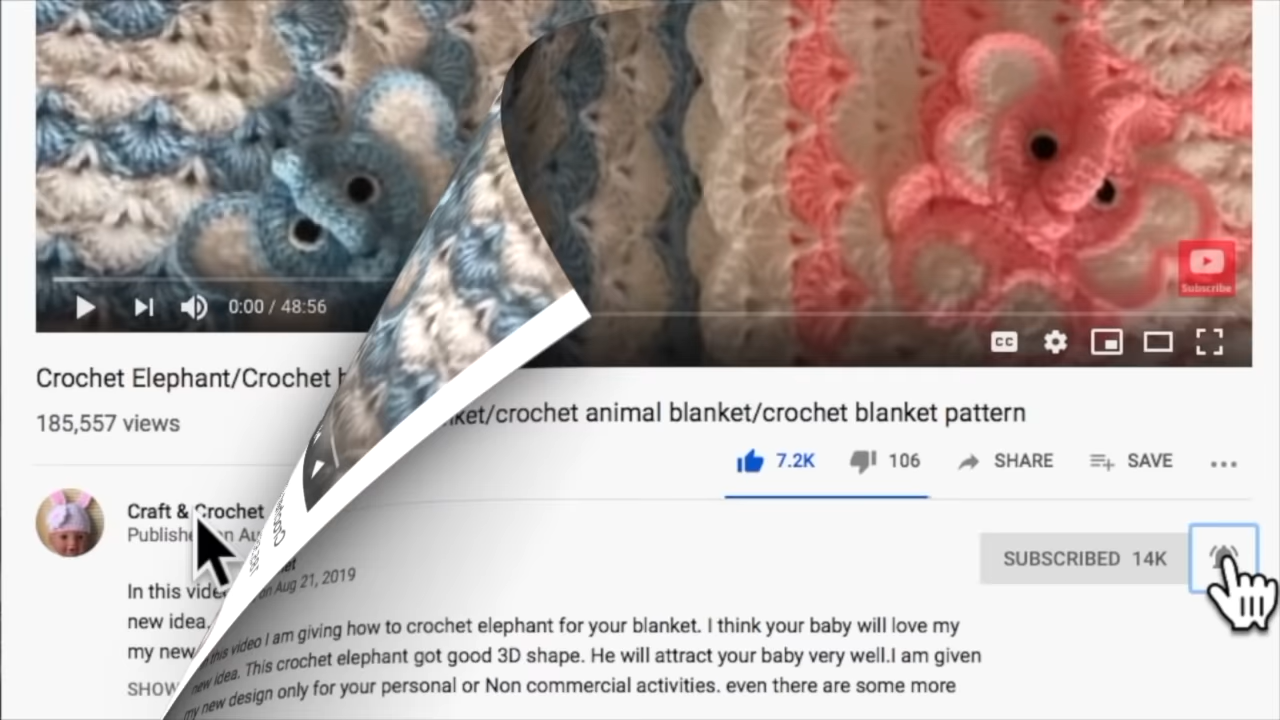 Subscribe
0:00 / 48:56
CC
Crochet Elephant/Crochet
ket/crochet animal blanket/crochet blanket pattern
185,557 views
7.2K 106 SHARE SAVE
Craft & Crochet
SUBSCRIBED 14K
on Aug 21, 2019
In this
new idea.
my new
SHOW
this video I am giving how to crochet elephant for your blanket. I think your baby will love my
new idea. This crochet elephant got good 3D shape. He will attract your baby very well.I am given
my new design only for your personal or Non commercial activities. even there are some more